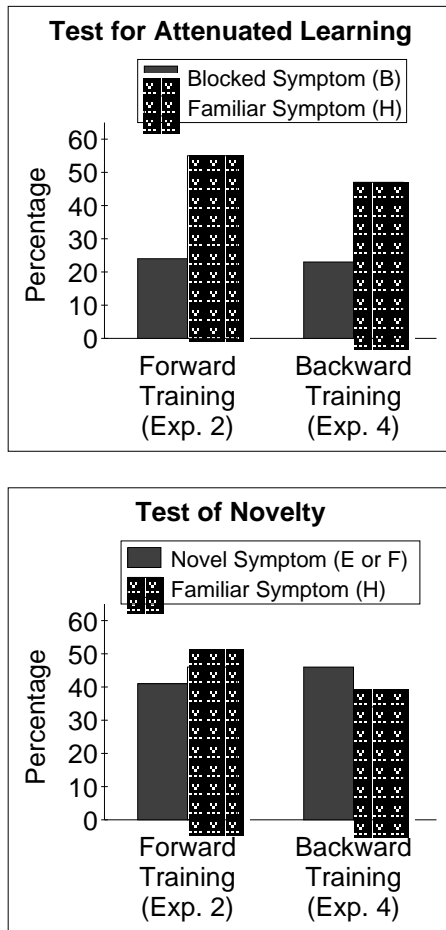 Test for Attenuated Learning
Blocked Symptom (B)
Familiar Symptom (H)
Percentage
60
50
40
30
20
10
0
Forward
Training
(Exp. 2)
Backward
Training
(Exp. 4)
Test of Novelty
Novel Symptom (E or F)
Familiar Symptom (H)
Percentage
60
50
40
30
20
10
0
Forward
Training
(Exp. 2)
Backward
Training
(Exp. 4)